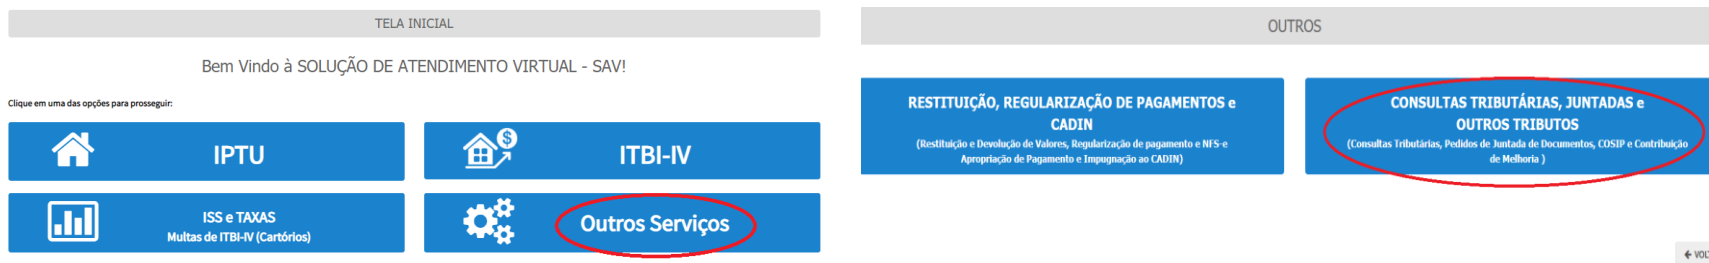 TELA INICIAL
Bem Vindo à SOLUÇÃO DE ATENDIMENTO VIRTUAL - SAV!
Clique em uma das opções para prosseguir:
IPTU
ITBI-IV
ISS e TAXAS
Multas de ITBI-IV (Cartórios)
Outros Serviços
OUTROS
RESTITUIÇÃO, REGULARIZAÇÃO DE PAGAMENTOS e
CADIN
(Restituição e Devolução de Valores, Regularização de pagamento e NFS-e
Apropriação de Pagamento e Impugnação ao CADIN)
CONSULTAS TRIBUTÁRIAS, JUNTADAS e
OUTROS TRIBUTOS
(Consultas Tributárias, Pedidos de Juntada de Documentos, COSIP e Contribuição
de Melhoria )